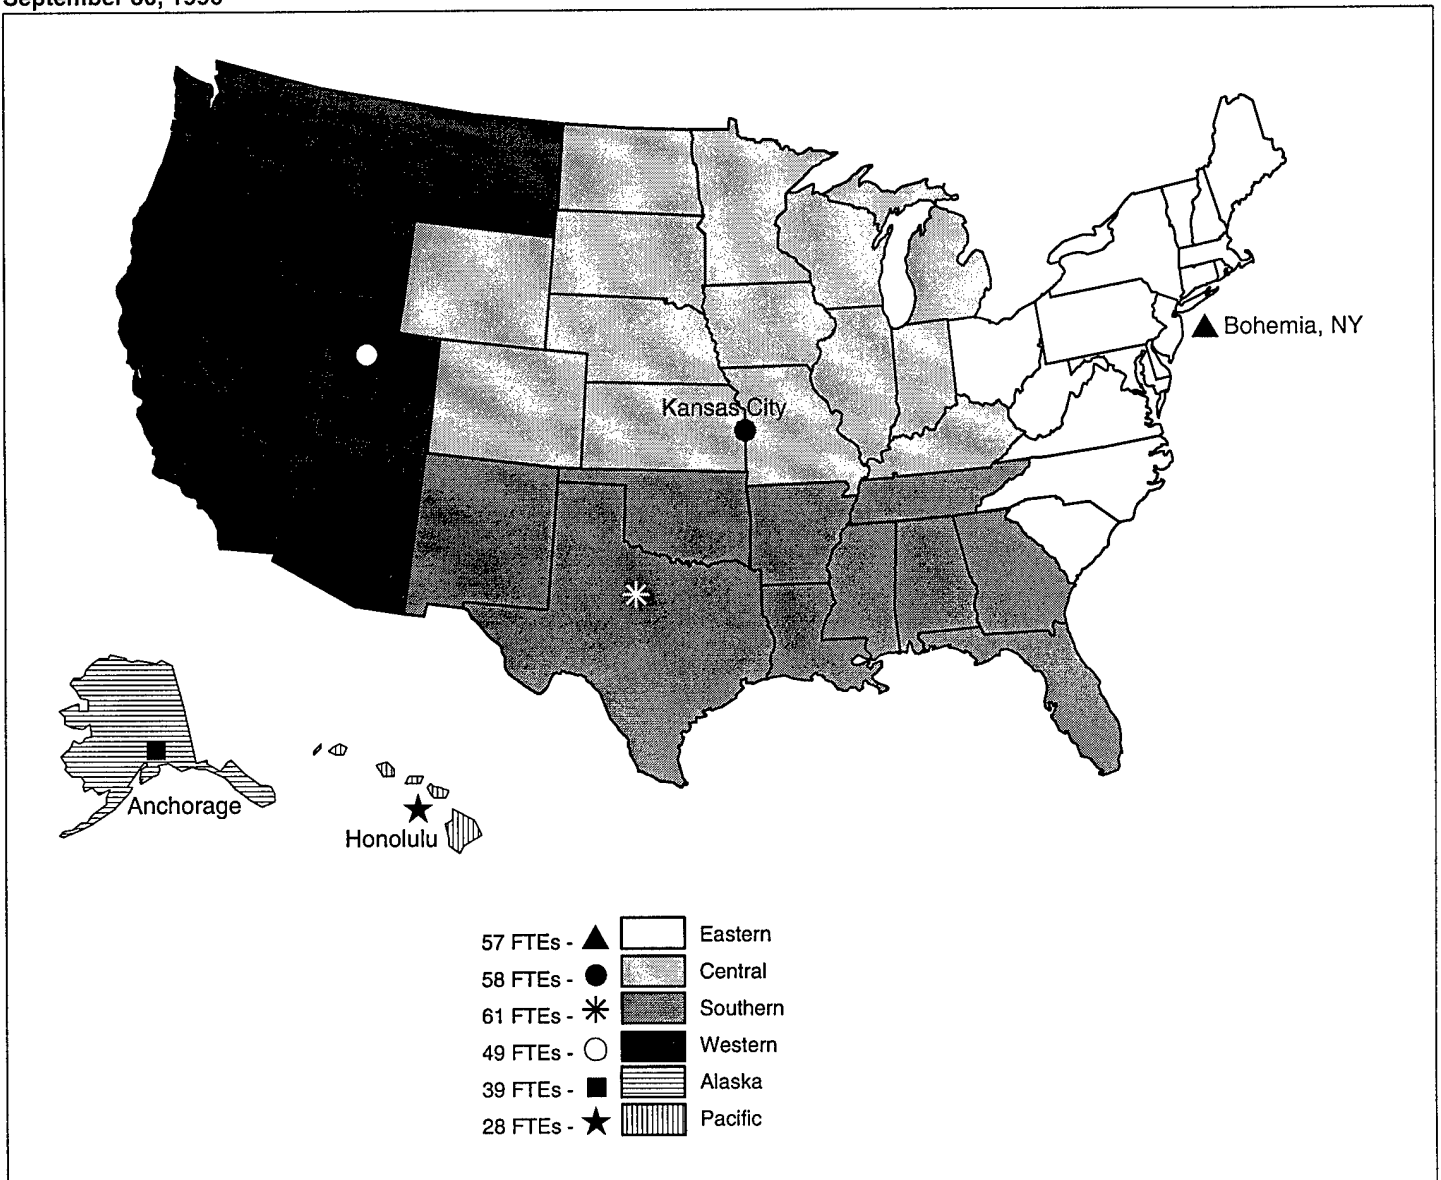 Bohemia, NY
Kansas City
Anchorage
Honolulu
57 FTEs - Eastern
58 FTEs - Central
61 FTEs - Southern
49 FTEs - Western
39 FTEs - Alaska
28 FTEs - Pacific